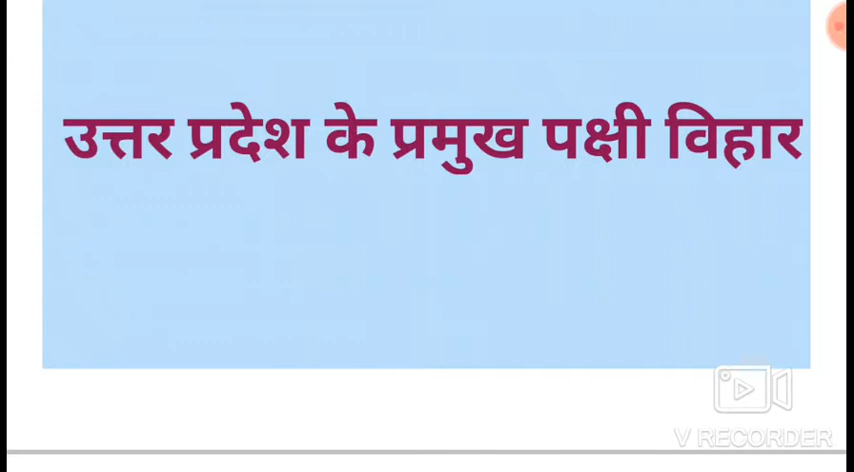 उत्तर प्रदेश के प्रमुख पक्षी विहार
V RECORDER